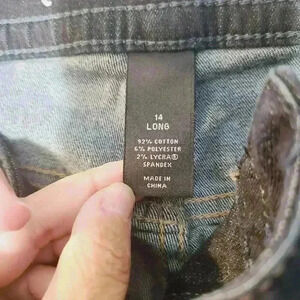 14
LONG
92% COTTON
6% POLYESTER
2% LYCRA®
SPANDEX
MADE IN
CHINA